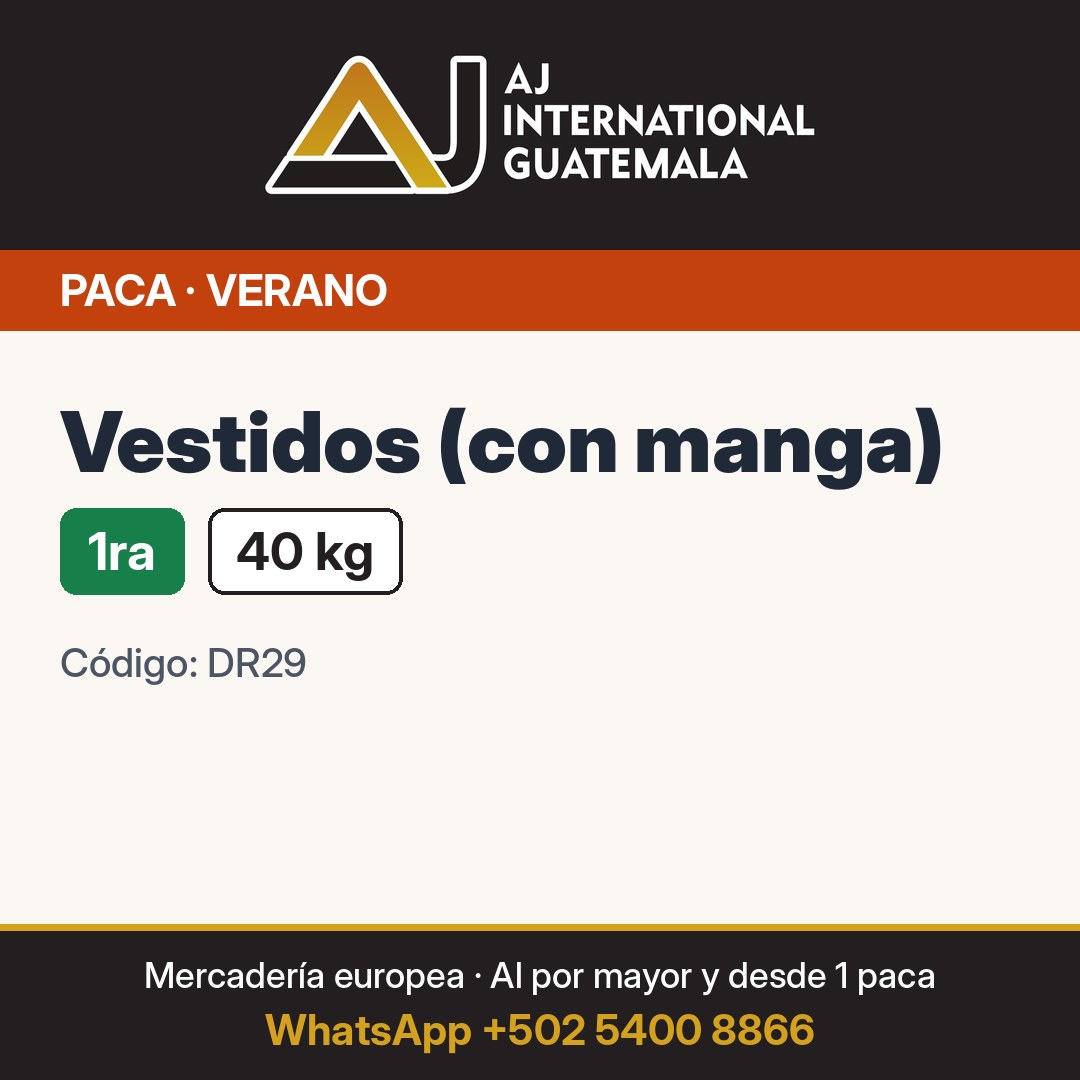 AJ
INTERNATIONAL
GUATEMALA
PACA · VERANO
Vestidos (con manga)
1ra
40 kg
Código: DR29
Mercadería europea · Al por mayor y desde 1 paca
WhatsApp +502 5400 8866